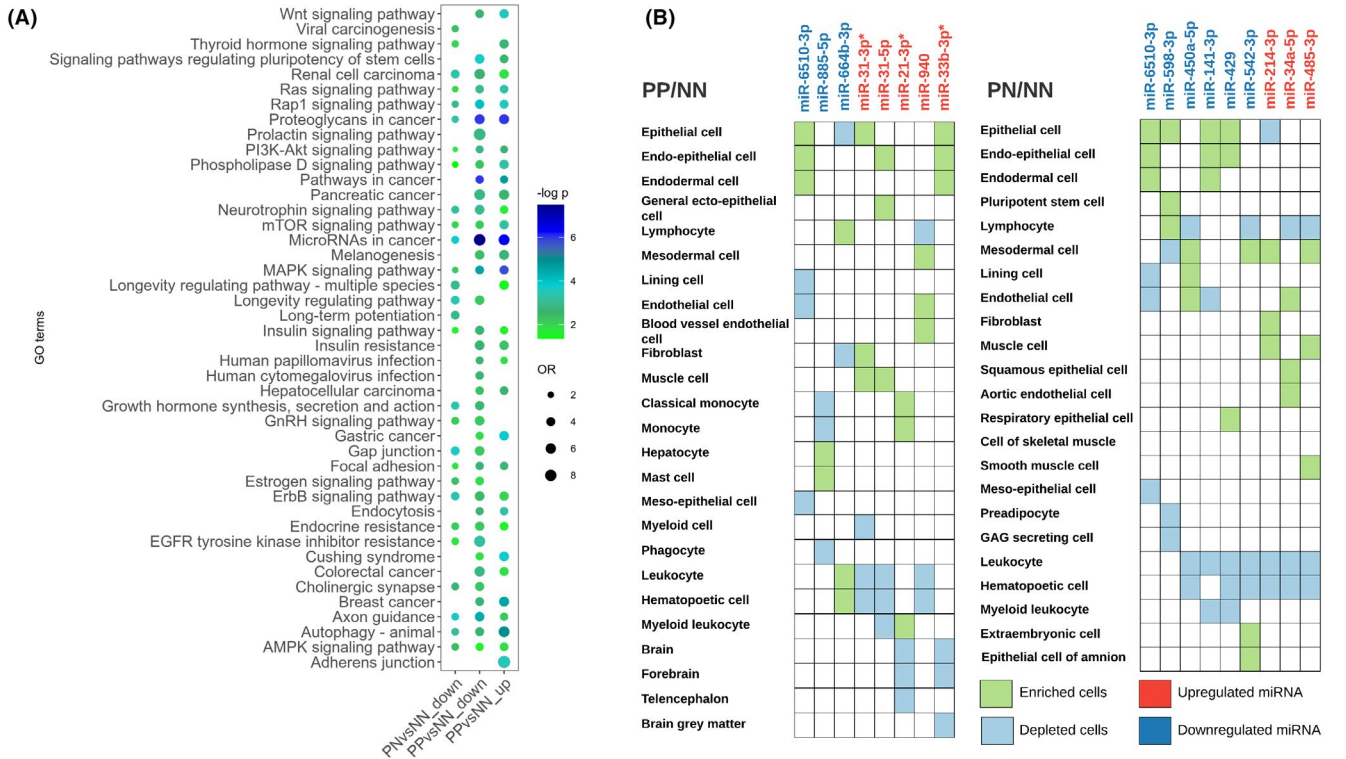 (A)
Wnt signaling pathway
Viral carcinogenesis
Thyroid hormone signaling pathway
Signaling pathways regulating pluripotency of stem cells
Renal cell carcinoma
Ras signaling pathway
Rap1 signaling pathway
Proteoglycans in cancer
Prolactin signaling pathway
PI3K-Akt signaling pathway
Phospholipase D signaling pathway
Pathways in cancer
Pancreatic cancer
Neurotrophin signaling pathway
mTOR signaling pathway
MicroRNAs in cancer
Melanogenesis
MAPK signaling pathway
Longevity regulating pathway - multiple species
Longevity regulating pathway
Long-term potentiation
Insulin signaling pathway
Insulin resistance
Human papillomavirus infection
Human cytomegalovirus infection
Hepatocellular carcinoma
Growth hormone synthesis, secretion and action
GnRH signaling pathway
Gastric cancer
Gap junction
Focal adhesion
Estrogen signaling pathway
ErbB signaling pathway
Endocytosis
Endocrine resistance
EGFR tyrosine kinase inhibitor resistance
Cushing syndrome
Colorectal cancer
Cholinergic synapse
Breast cancer
Axon guidance
Autophagy - animal
AMPK signaling pathway
Adherens junction
GO terms
PNvsNN_down
PPvsNN_down
PPvsNN_up
-log p
6
4
2
OR
2
4
6
8
(B)
PP/NN
miR-6510-3p
miR-885-5p
miR-664b-3p
miR-31-3p*
miR-31-5p
miR-21-3p*
miR-940
miR-33b-3p*
Epithelial cell
Endo-epithelial cell
Endodermal cell
General ecto-epithelial
cell
Lymphocyte
Mesodermal cell
Lining cell
Endothelial cell
Blood vessel endothelial
cell
Fibroblast
Muscle cell
Classical monocyte
Monocyte
Hepatocyte
Mast cell
Meso-epithelial cell
Myeloid cell
Phagocyte
Leukocyte
Hematopoetic cell
Myeloid leukocyte
Brain
Forebrain
Telencephalon
Brain grey matter
PN/NN
miR-6510-3p
miR-598-3p
miR-450a-5p
miR-141-3p
miR-429
miR-542-3p
miR-214-3p
miR-34a-5p
miR-485-3p
Epithelial cell
Endo-epithelial cell
Endodermal cell
Pluripotent stem cell
Lymphocyte
Mesodermal cell
Lining cell
Endothelial cell
Fibroblast
Muscle cell
Squamous epithelial cell
Aortic endothelial cell
Respiratory epithelial cell
Cell of skeletal muscle
Smooth muscle cell
Meso-epithelial cell
Preadipocyte
GAG secreting cell
Leukocyte
Hematopoetic cell
Myeloid leukocyte
Extraembryonic cell
Epithelial cell of amnion
Enriched cells
Upregulated miRNA
Depleted cells
Downregulated miRNA